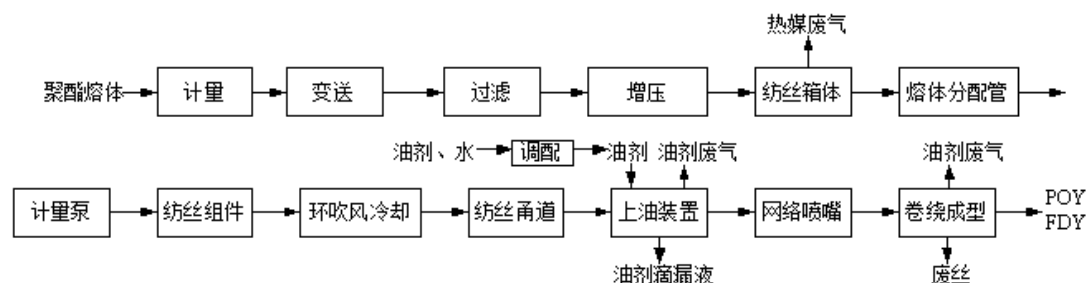 热媒废气
聚酯熔体
计量
变送
过滤
增压
纺丝箱体
熔体分配管
油剂、水
调配
油剂
油剂废气
油剂废气
计量泵
纺丝组件
环吹风冷却
纺丝甬道
上油装置
网络喷嘴
卷绕成型
POY
FDY
油剂滴漏液
废丝